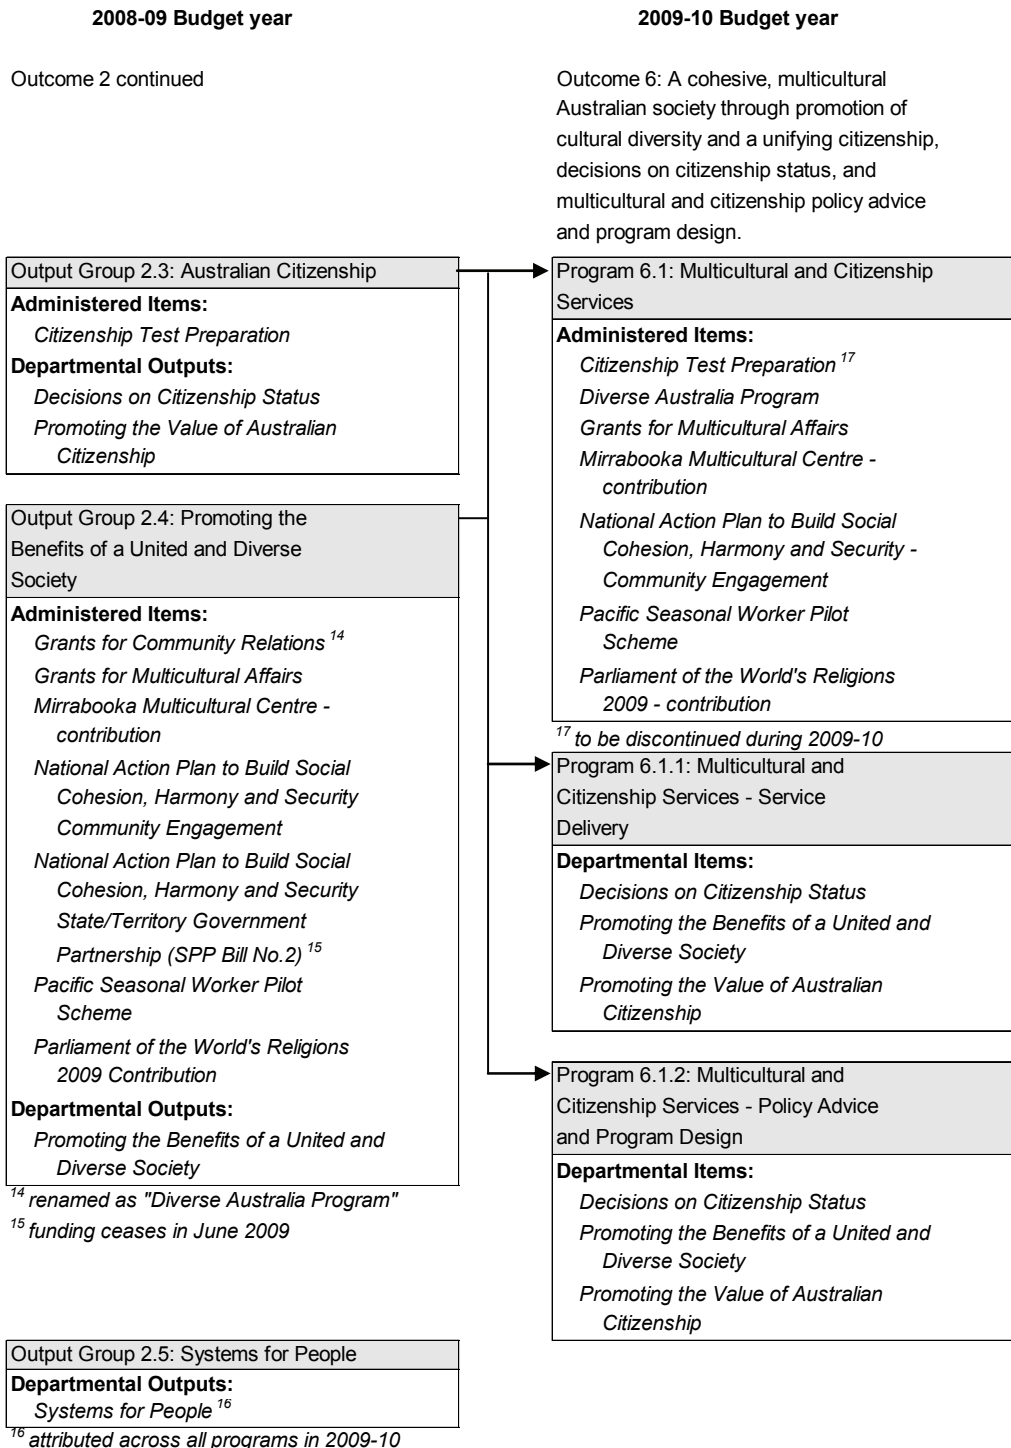 2008-09 Budget year
Outcome 2 continued
Output Group 2.3: Australian Citizenship
Administered Items:
Citizenship Test Preparation
Departmental Outputs:
Decisions on Citizenship Status
Promoting the Value of Australian
Citizenship
Output Group 2.4: Promoting the
Benefits of a United and Diverse
Society
Administered Items:
Grants for Community Relations 14
Grants for Multicultural Affairs
Mirrabooka Multicultural Centre -
contribution
National Action Plan to Build Social
Cohesion, Harmony and Security
Community Engagement
National Action Plan to Build Social
Cohesion, Harmony and Security
State/Territory Government
Partnership (SPP Bill No.2) 15
Pacific Seasonal Worker Pilot
Scheme
Parliament of the World's Religions
2009 Contribution
Departmental Outputs:
Promoting the Benefits of a United and
Diverse Society
14 renamed as "Diverse Australia Program"
15 funding ceases in June 2009
Output Group 2.5: Systems for People
Departmental Outputs:
Systems for People 16
16 attributed across all programs in 2009-10
2009-10 Budget year
Outcome 6: A cohesive, multicultural
Australian society through promotion of
cultural diversity and a unifying citizenship,
decisions on citizenship status, and
multicultural and citizenship policy advice
and program design.
Program 6.1: Multicultural and Citizenship
Services
Administered Items:
Citizenship Test Preparation 17
Diverse Australia Program
Grants for Multicultural Affairs
Mirrabooka Multicultural Centre -
contribution
National Action Plan to Build Social
Cohesion, Harmony and Security -
Community Engagement
Pacific Seasonal Worker Pilot
Scheme
Parliament of the World's Religions
2009 - contribution
17 to be discontinued during 2009-10
Program 6.1.1: Multicultural and
Citizenship Services - Service
Delivery
Departmental Items:
Decisions on Citizenship Status
Promoting the Benefits of a United and
Diverse Society
Promoting the Value of Australian
Citizenship
Program 6.1.2: Multicultural and
Citizenship Services - Policy Advice
and Program Design
Departmental Items:
Decisions on Citizenship Status
Promoting the Benefits of a United and
Diverse Society
Promoting the Value of Australian
Citizenship